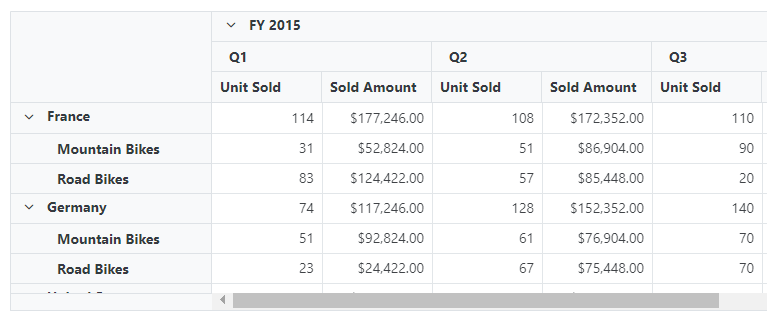 FY 2015
Q1 Q2 Q3
Unit Sold Sold Amount Unit Sold Sold Amount Unit Sold
France 114 $177,246.00 108 $172,352.00 110
Mountain Bikes 31 $52,824.00 51 $86,904.00 90
Road Bikes 83 $124,422.00 57 $85,448.00 20
Germany 74 $117,246.00 128 $152,352.00 140
Mountain Bikes 51 $92,824.00 61 $76,904.00 70
Road Bikes 23 $24,422.00 67 $75,448.00 70